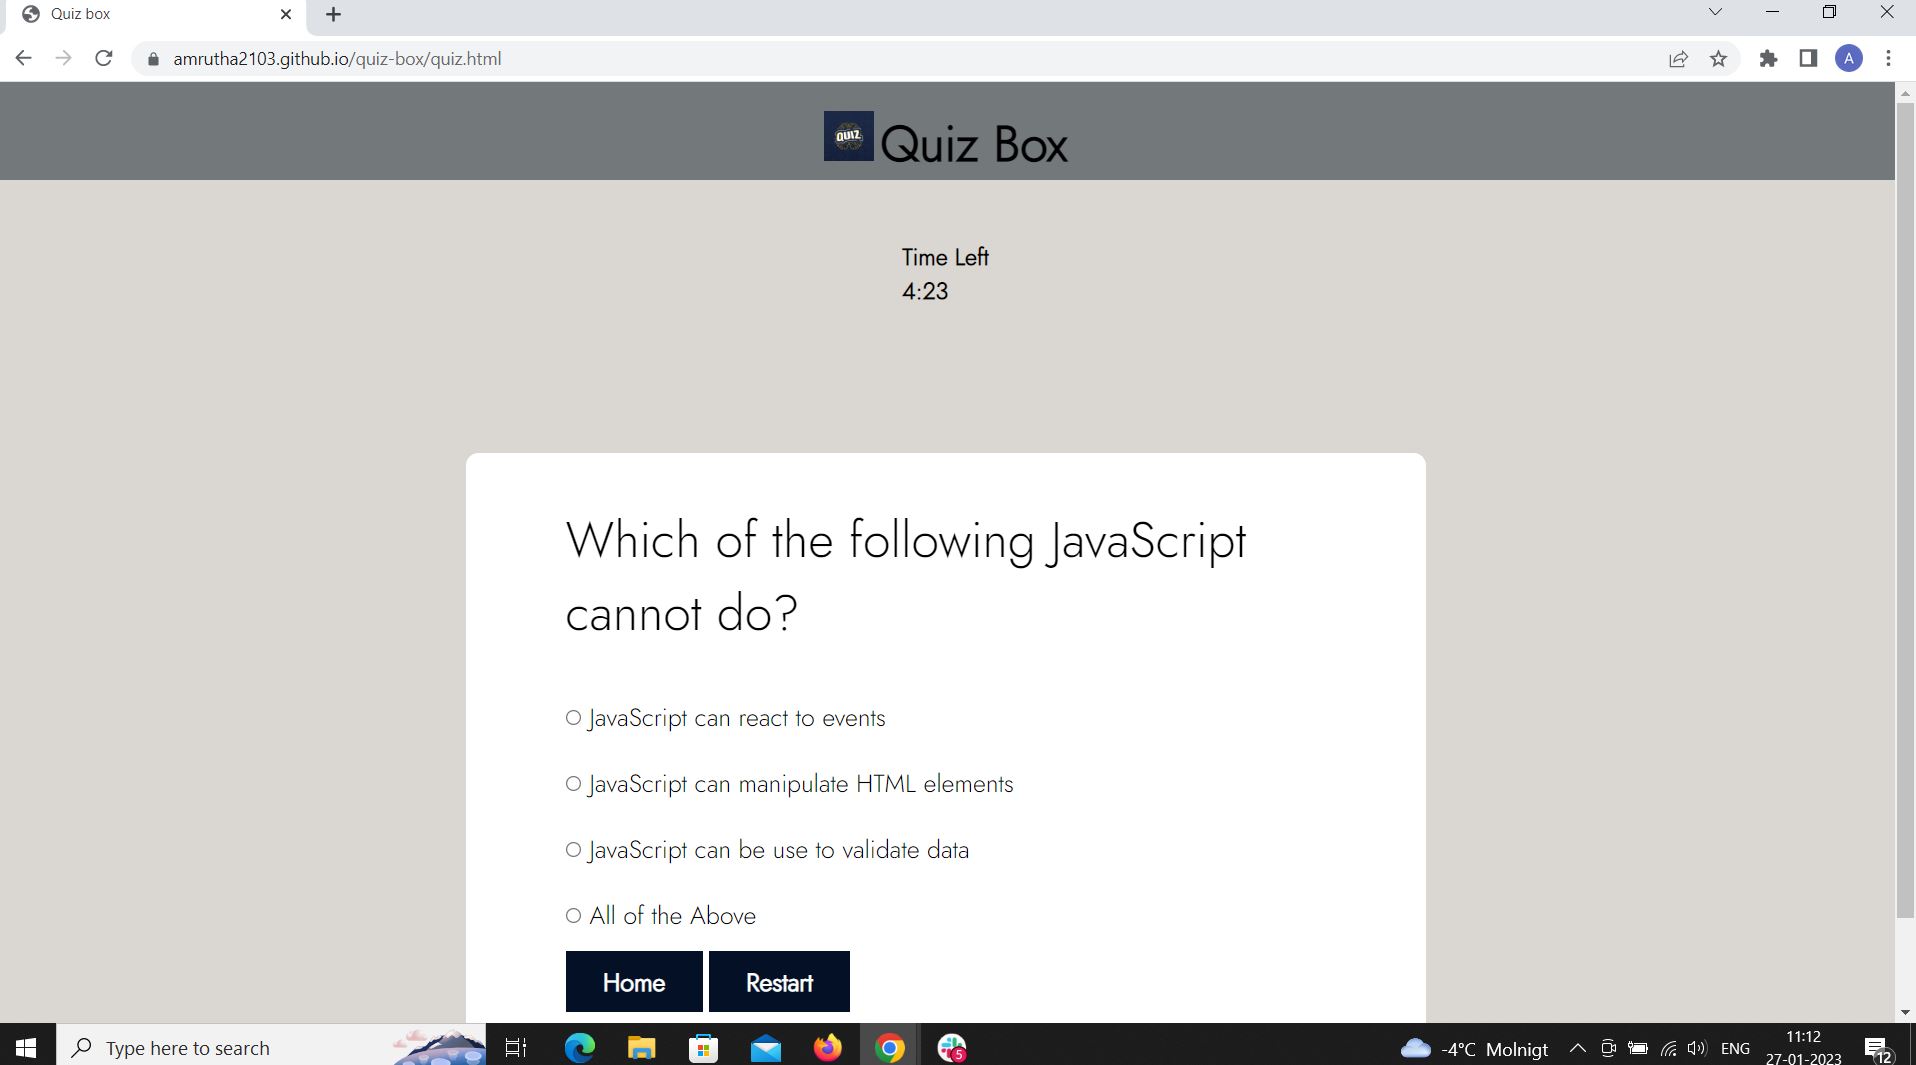 Quiz box
amrutha2103.github.io/quiz-box/quiz.html
A
QUIZ
Quiz Box
Time Left
4:23
Which of the following JavaScript
cannot do?
JavaScript can react to events
JavaScript can manipulate HTML elements
JavaScript can be use to validate data
All of the Above
Home Restart
Type here to search
5
-4°C Molnigt
ENG
11:12
27-01-2023
12